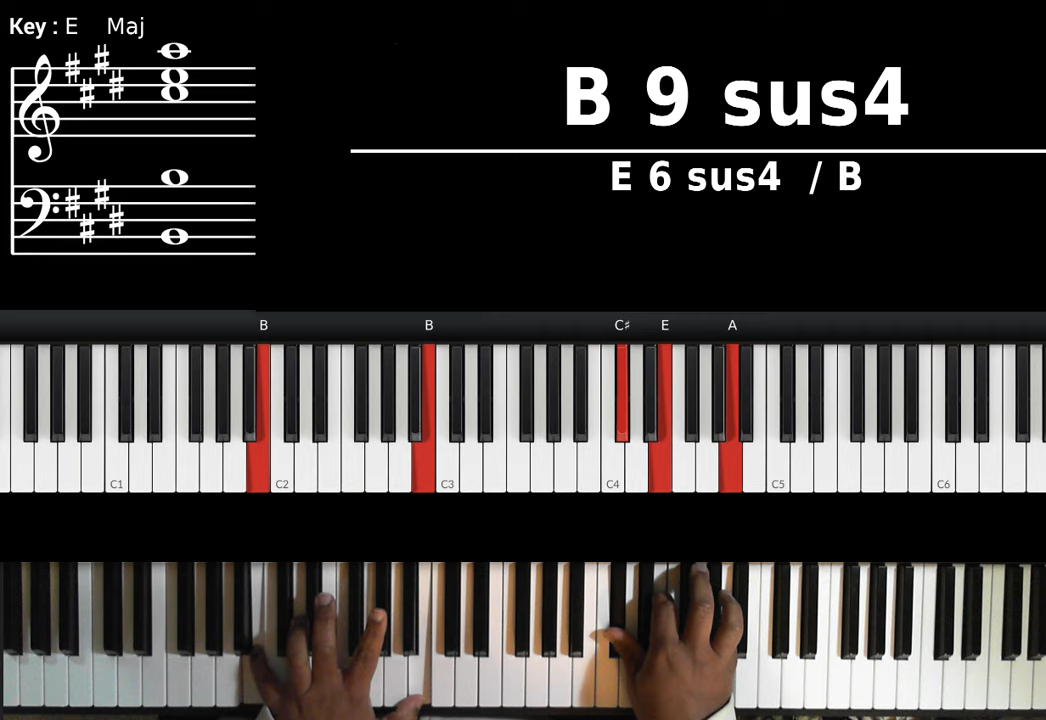 Key : E Maj
B 9 sus4
E 6 sus4 / B
B B C♯ E A
C1 C2 C3 C4 C5 C6